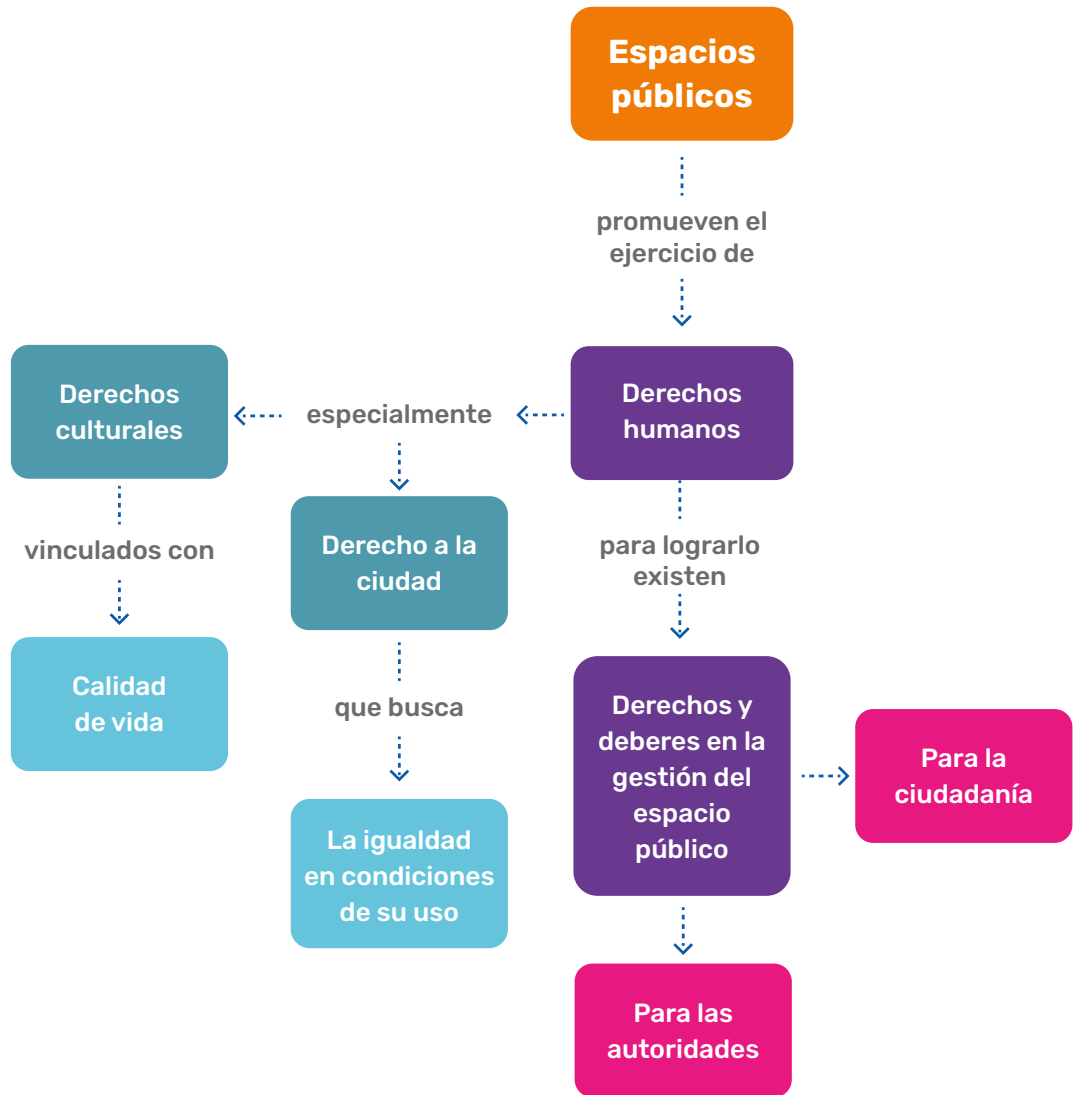 Espacios
públicos
promueven el
ejercicio de
Derechos
humanos
especialmente
Derechos
culturales
vinculados con
Calidad
de vida
Derecho a la
ciudad
que busca
La igualdad
en condiciones
de su uso
para lograrlo
existen
Derechos y
deberes en la
gestión del
espacio
público
Para la
ciudadanía
Para las
autoridades